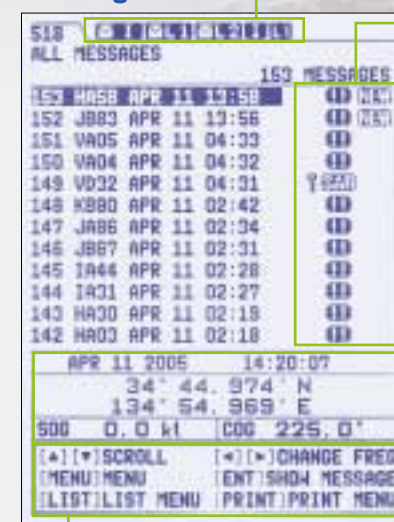 518
ALL MESSAGES
153 MESSAGES
153 HA58 APR 11 13:58
152 JB83 APR 11 13:56
151 VA05 APR 11 04:33
150 VA04 APR 11 04:32
149 VD32 APR 11 04:31
148 KB80 APR 11 02:42
147 JA86 APR 11 02:34
146 JB67 APR 11 02:31
145 IA44 APR 11 02:28
144 IA31 APR 11 02:27
143 HA30 APR 11 02:19
142 HA03 APR 11 02:18
APR 11 2005 14:20:07
34° 44. 974' N
134° 54. 969' E
SOG 0.0 kt COG 225.0°
[▲][▼]SCROLL [◄][►]CHANGE FREQ
[MENU]MENU [ENT]SHOW MESSAGE
[LIST]LIST MENU [PRINT]PRINT MENU